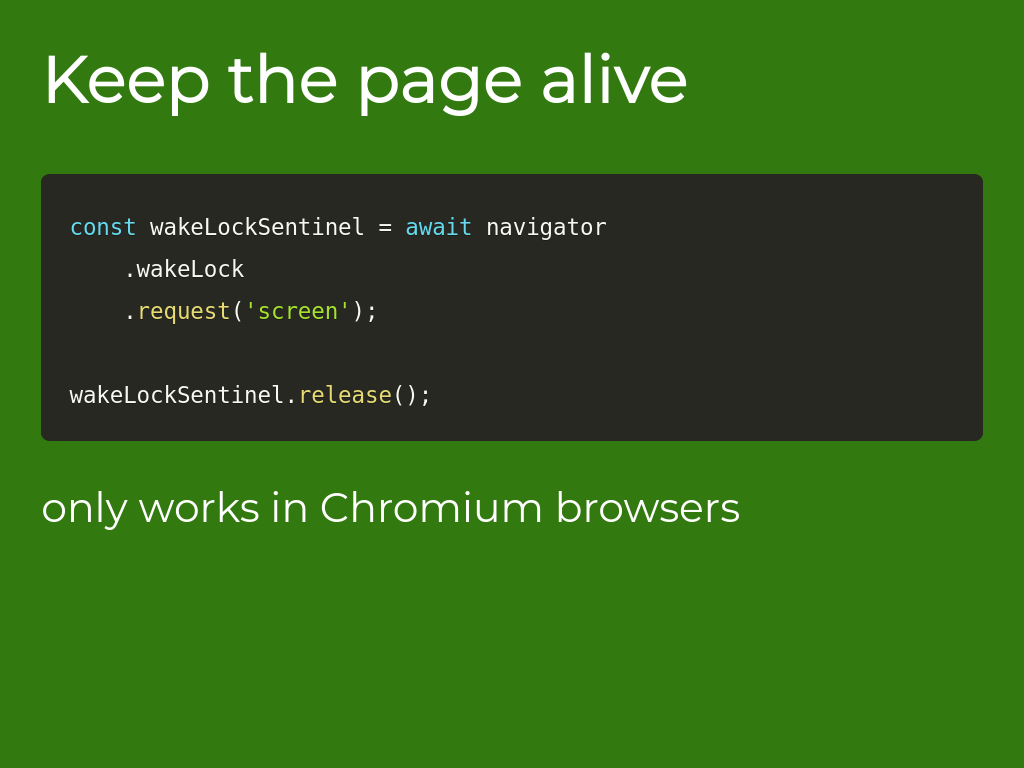 Keep the page alive
const wakeLockSentinel = await navigator
    .wakeLock
    .request('screen');
wakeLockSentinel.release();
only works in Chromium browsers